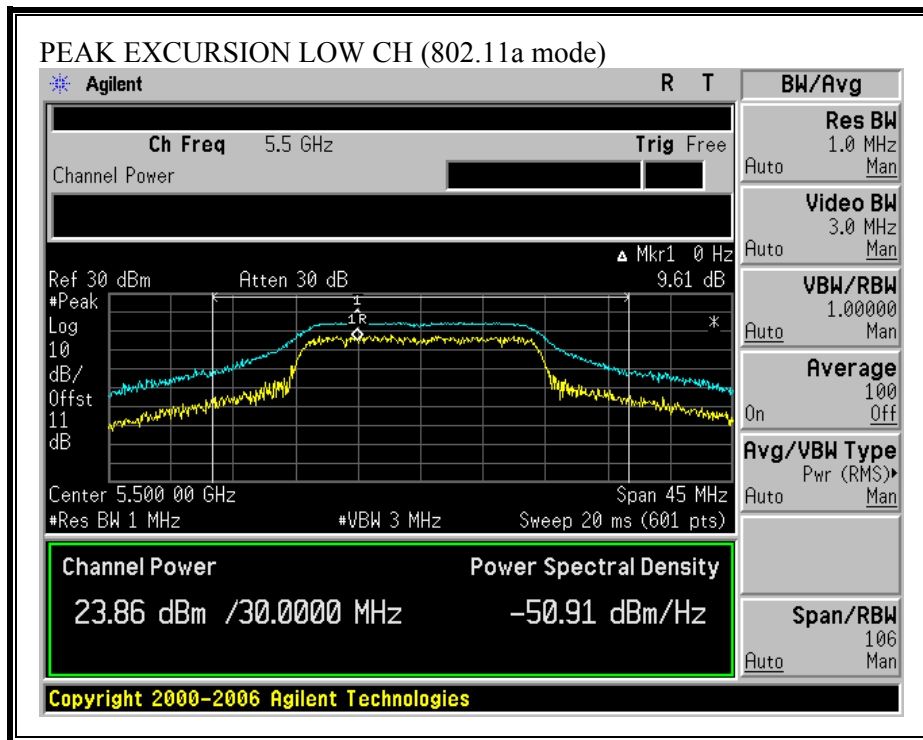 PEAK EXCURSION LOW CH (802.11a mode)
Agilent R T
BW/Avg
Ch Freq 5.5 GHz Trig Free
Channel Power
Res BW
1.0 MHz
Auto Man
Video BW
3.0 MHz
Auto Man
VBW/RBW
1.00000
Auto Man
Average
100
On Off
Avg/VBW Type
Pwr (RMS)▸
Auto Man
Span/RBW
106
Auto Man
Δ Mkr1 0 Hz
Ref 30 dBm Atten 30 dB 9.61 dB
#Peak
Log
10
dB/
Offst
11
dB
1
1R
*
Center 5.500 00 GHz Span 45 MHz
#Res BW 1 MHz #VBW 3 MHz Sweep 20 ms (601 pts)
Channel Power Power Spectral Density
23.86 dBm /30.0000 MHz -50.91 dBm/Hz
Copyright 2000-2006 Agilent Technologies